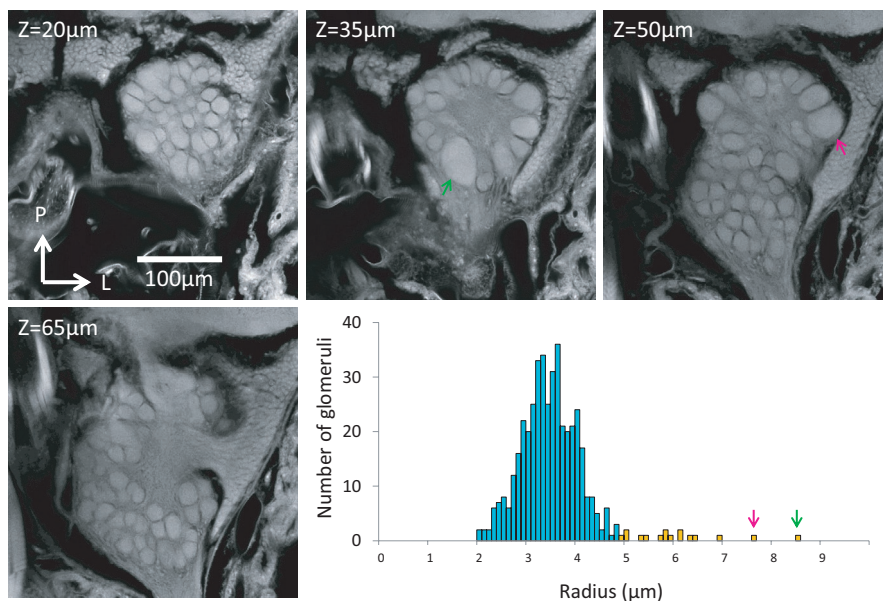 Z=20µm
Z=35µm
Z=50µm
P
L
100µm
Z=65µm
40
30
20
10
0
Number of glomeruli
0 1 2 3 4 5 6 7 8 9
Radius (µm)